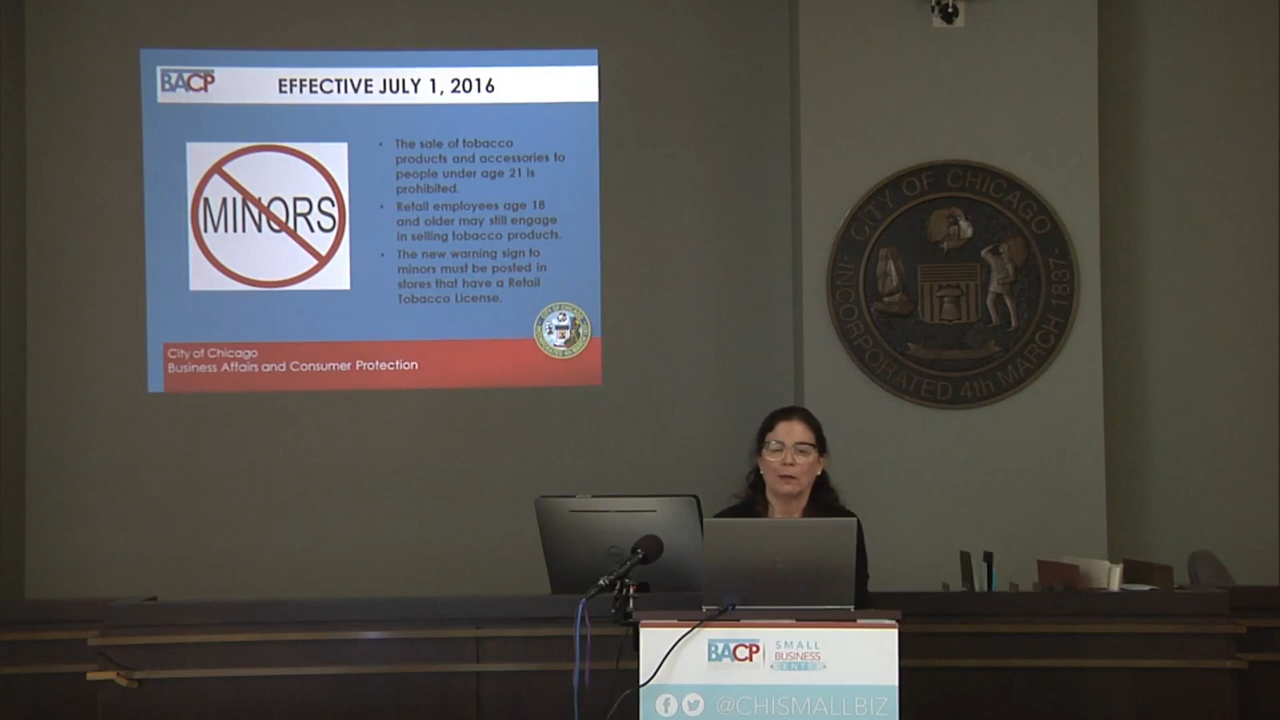 BACP
EFFECTIVE JULY 1, 2016
MINORS
• The sale of tobacco
products and accessories to
people under age 21 is
prohibited.
• Retail employees age 18
and older may still engage
in selling tobacco products.
• The new warning sign to
minors must be posted in
stores that have a Retail
Tobacco License.
City of Chicago
Business Affairs and Consumer Protection
CITY OF CHICAGO
INCORPORATED 4th MARCH 1837
BACP
SMALL
BUSINESS
CENTER
@CHISMALLBIZ